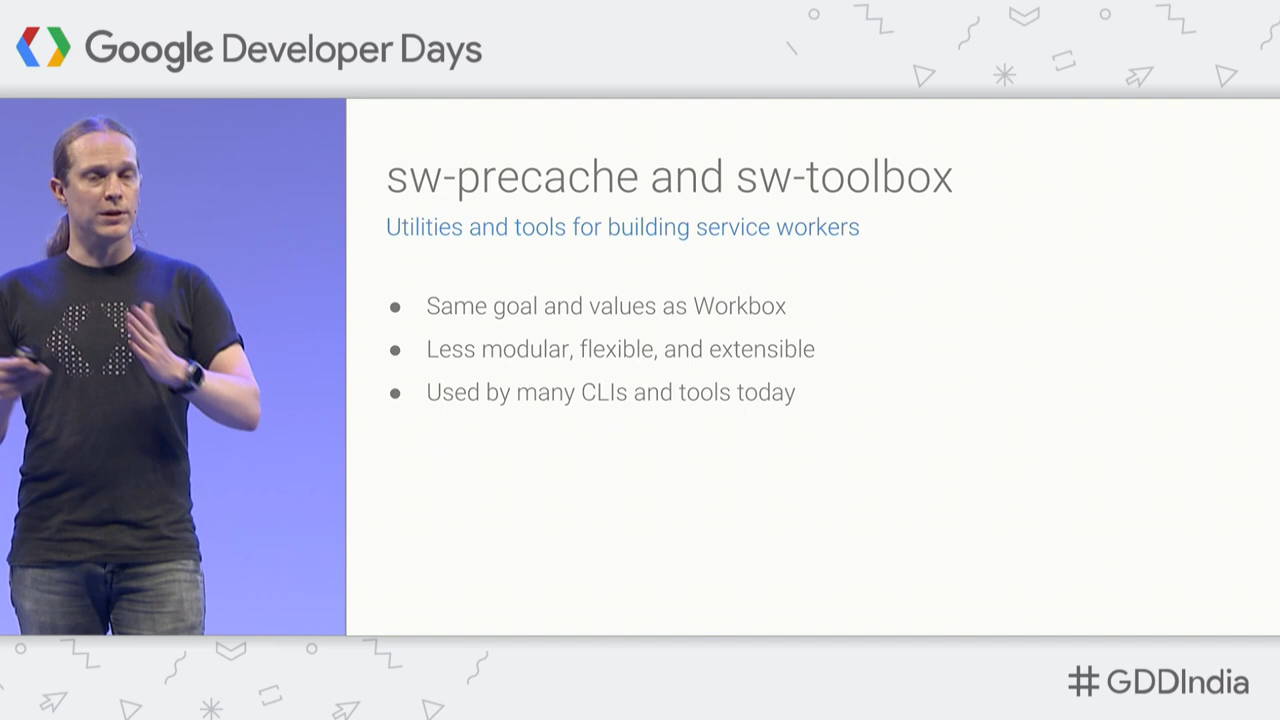 Google Developer Days
sw-precache and sw-toolbox
Utilities and tools for building service workers
● Same goal and values as Workbox
● Less modular, flexible, and extensible
● Used by many CLIs and tools today
#GDDIndia